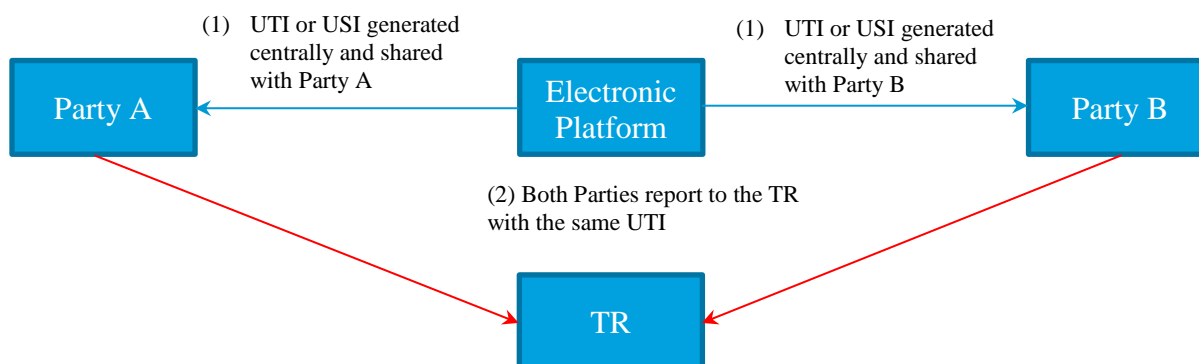 (1) UTI or USI generated
centrally and shared
with Party A
(1) UTI or USI generated
centrally and shared
with Party B
Party A
Electronic
Platform
Party B
(2) Both Parties report to the TR
with the same UTI
TR